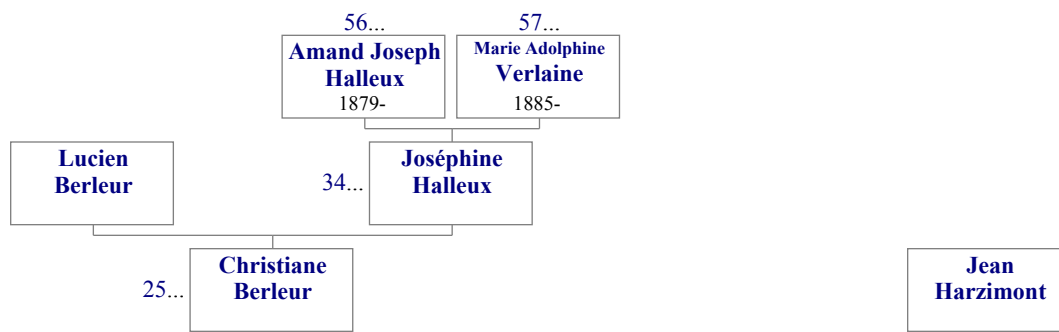 56...
57...
Amand Joseph
Halleux
1879-
Marie Adolphine
Verlaine
1885-
Lucien
Berleur
34...
Joséphine
Halleux
25...
Christiane
Berleur
Jean
Harzimont